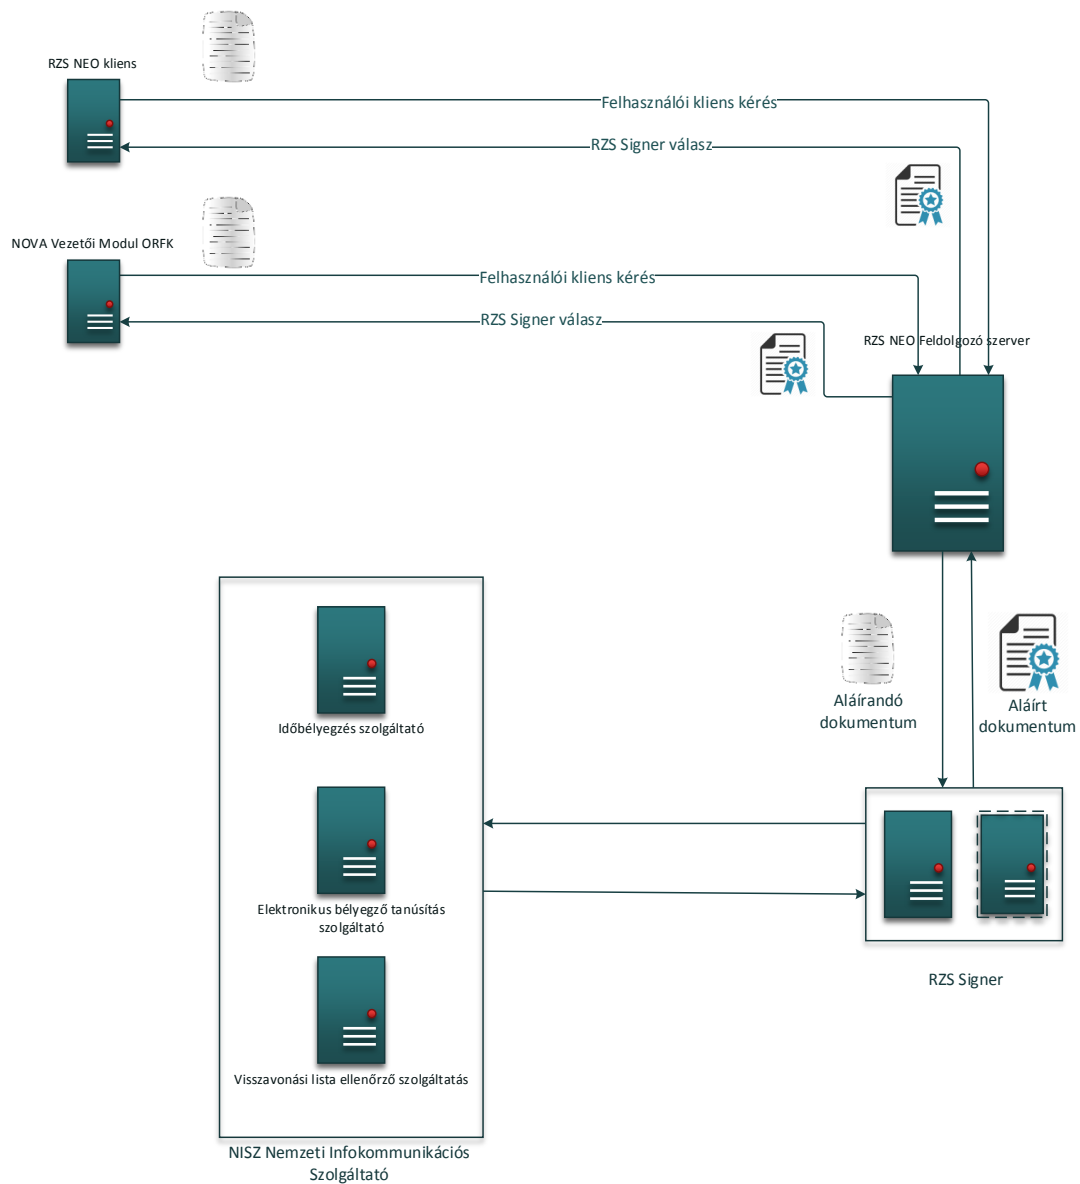 RZS NEO kliens
Felhasználói kliens kérés
RZS Signer válasz
NOVA Vezetői Modul ORFK
Felhasználói kliens kérés
RZS Signer válasz
RZS NEO Feldolgozó szerver
Aláírandó
dokumentum
Aláírt
dokumentum
Időbélyegzés szolgáltató
Elektronikus bélyegző tanúsítás
szolgáltató
RZS Signer
Visszavonási lista ellenőrző szolgáltatás
NISZ Nemzeti Infokommunikációs
Szolgáltató